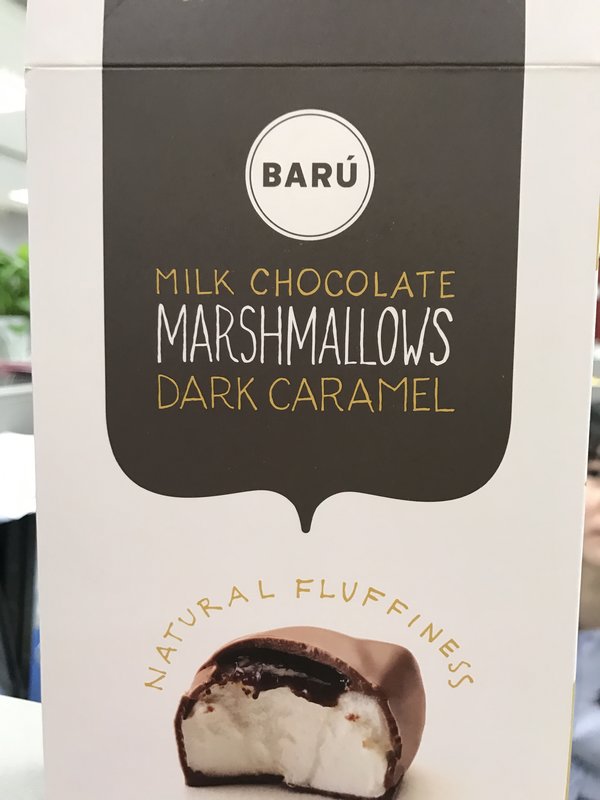 BARÚ
MILK CHOCOLATE
MARSHMALLOWS
DARK CARAMEL
NATURAL FLUFFINESS